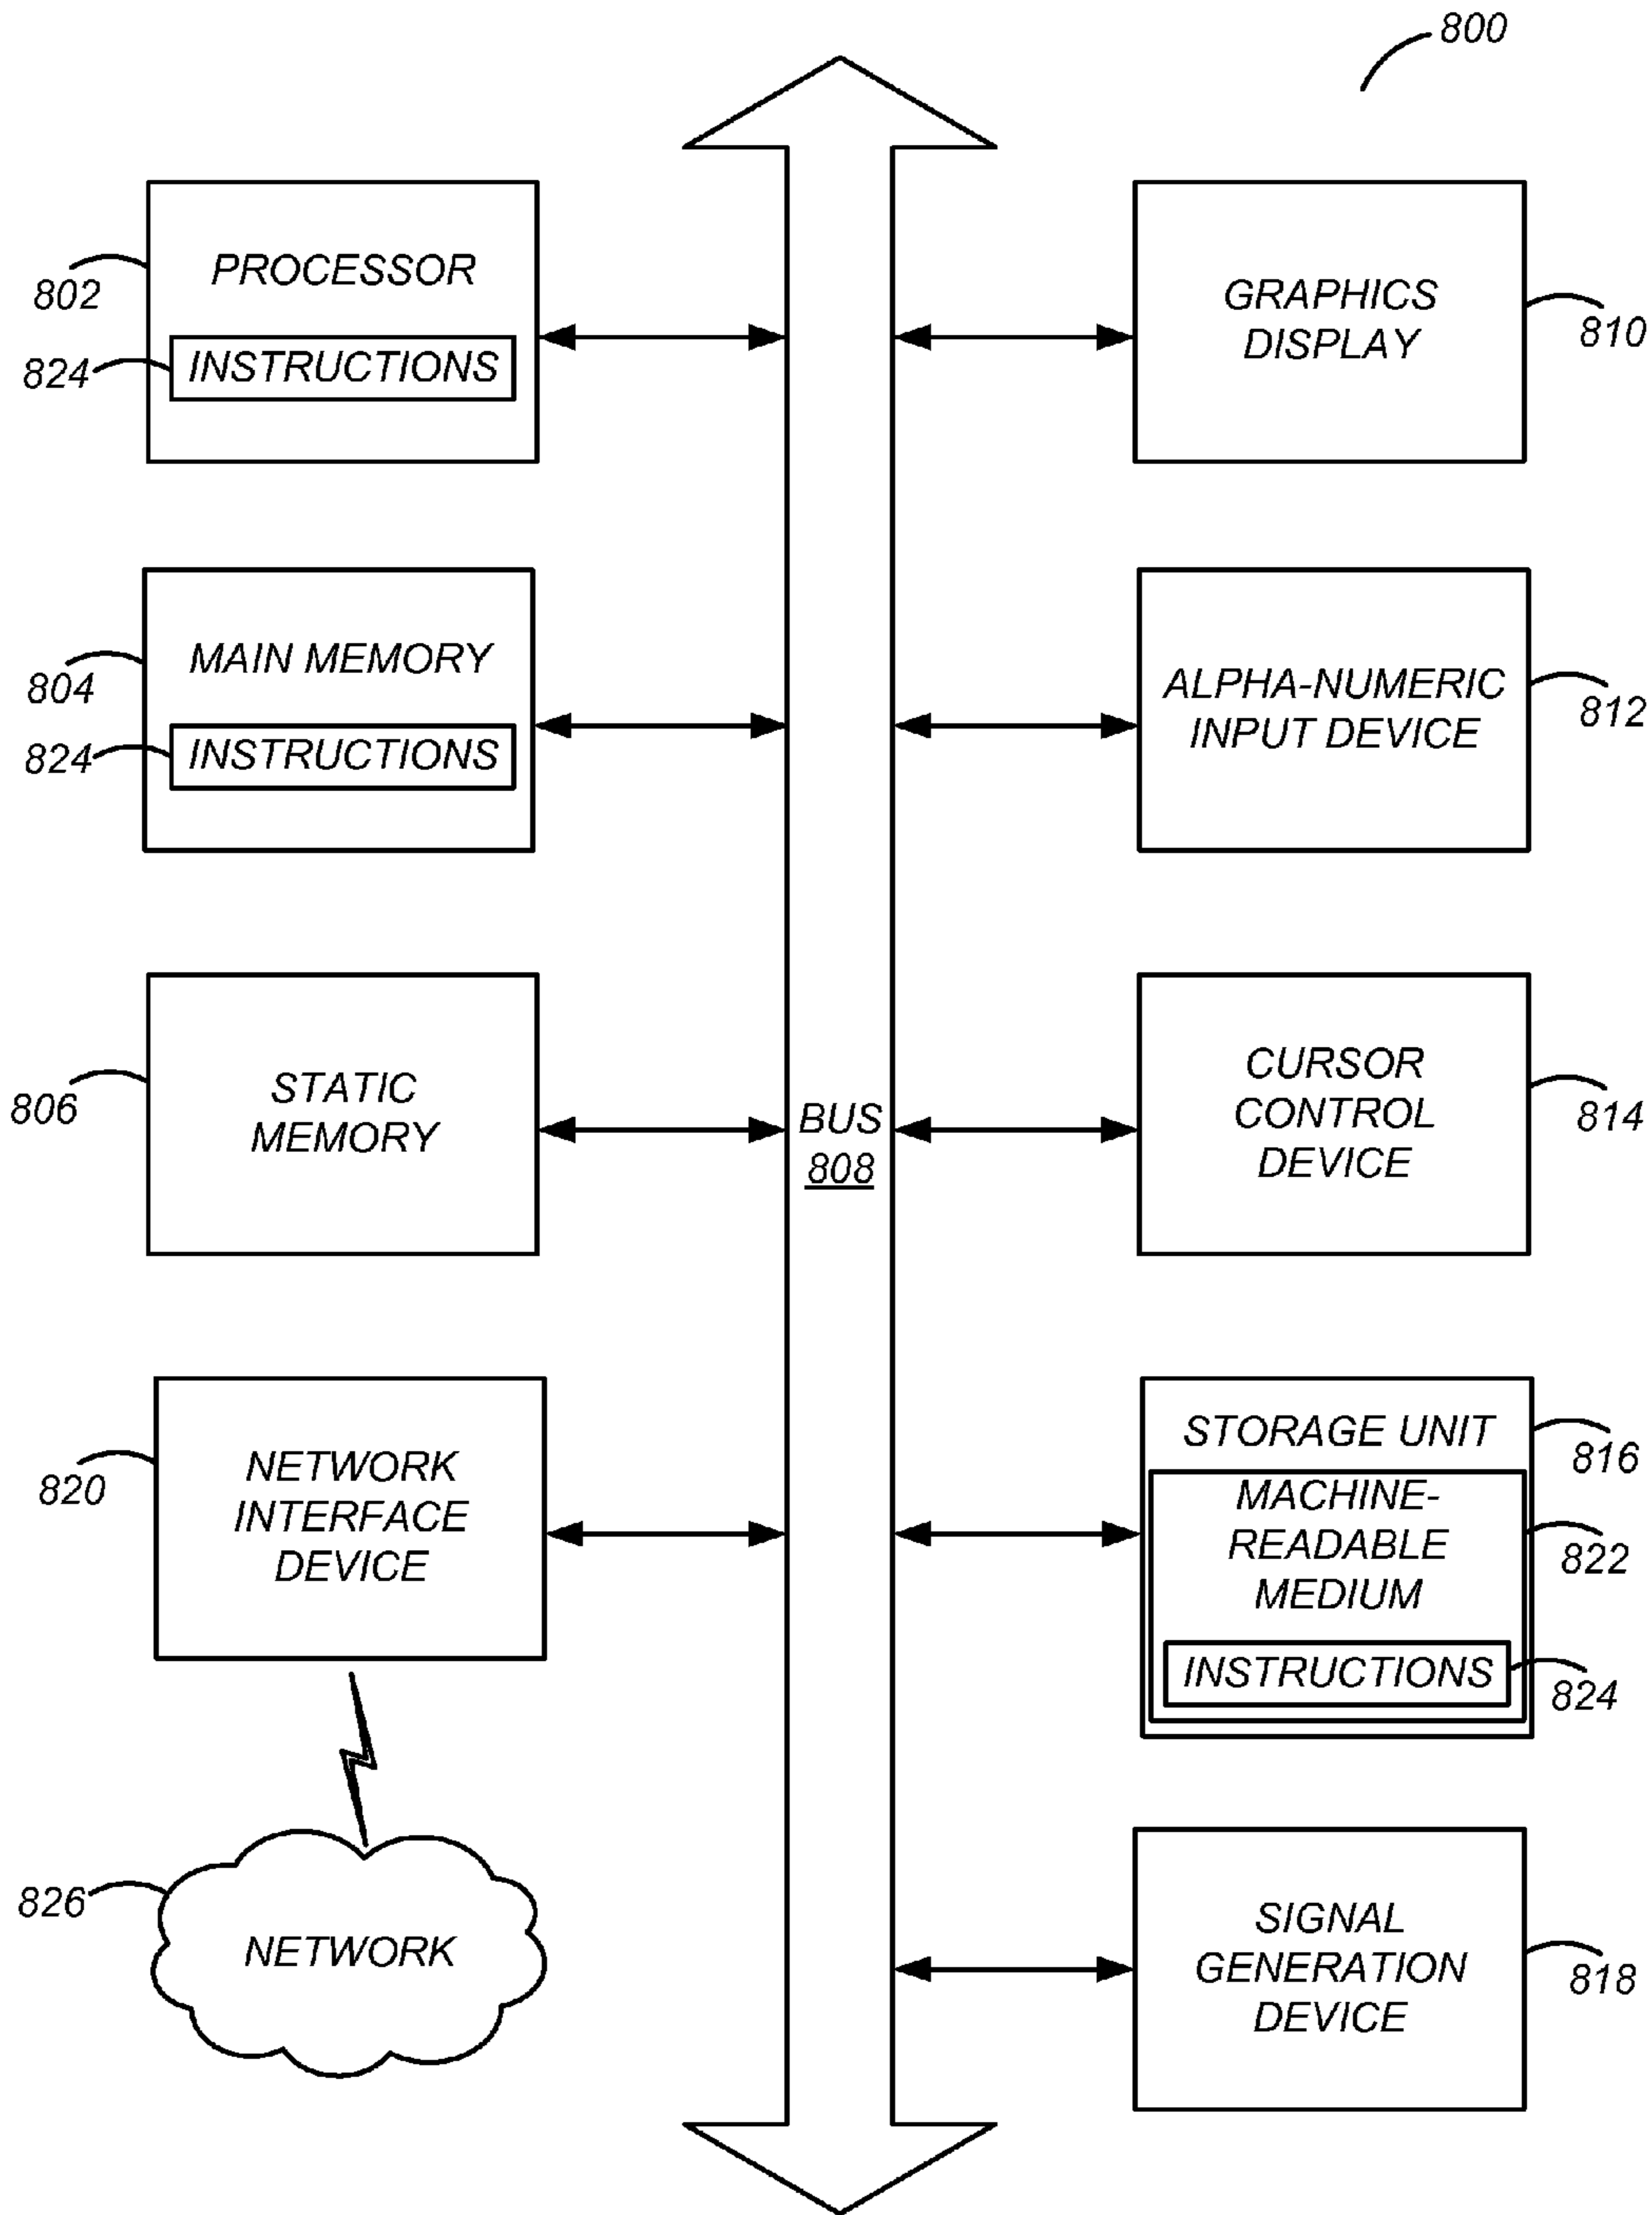 800
PROCESSOR
802
824
INSTRUCTIONS
GRAPHICS
DISPLAY
810
MAIN MEMORY
804
824
INSTRUCTIONS
ALPHA-NUMERIC
INPUT DEVICE
812
STATIC
MEMORY
806
BUS
808
CURSOR
CONTROL
DEVICE
814
NETWORK
INTERFACE
DEVICE
820
STORAGE UNIT
816
MACHINE-
READABLE
MEDIUM
822
INSTRUCTIONS
824
826
NETWORK
SIGNAL
GENERATION
DEVICE
818